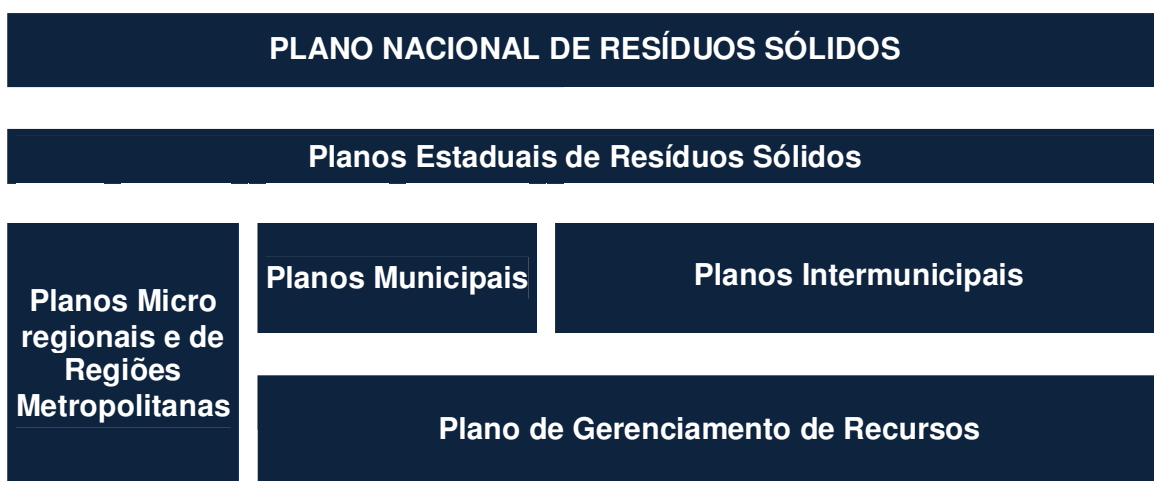 PLANO NACIONAL DE RESÍDUOS SÓLIDOS
Planos Estaduais de Resíduos Sólidos
Planos Micro
regionais e de
Regiões
Metropolitanas
Planos Municipais
Planos Intermunicipais
Plano de Gerenciamento de Recursos